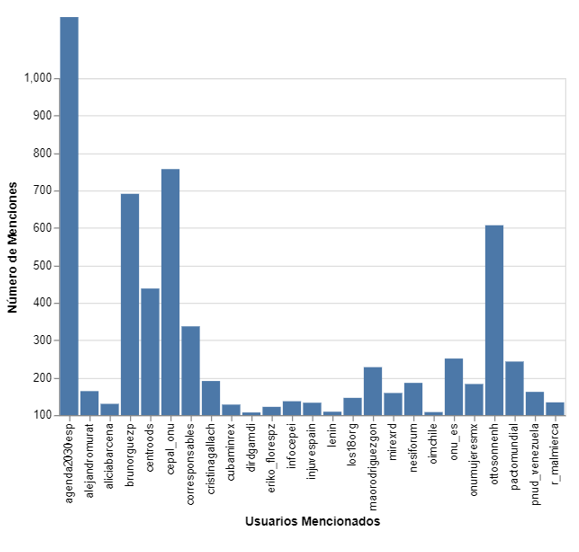 Número de Menciones
1,000
900
800
700
600
500
400
300
200
100
agenda2030esp
alejandromurat
aliciabarcena
brunorguezp
centroods
cepal_onu
corresponsables
cristinagallach
cubaminrex
dirdgamdi
eriko_florespz
infocepei
injuvespain
lenin
los18org
maorodriguezgon
mirexrd
nesiforum
oimchile
onu_es
onumujeresmx
ottosonnenh
pactomundial
pnud_venezuela
r_malmierca
Usuarios Mencionados